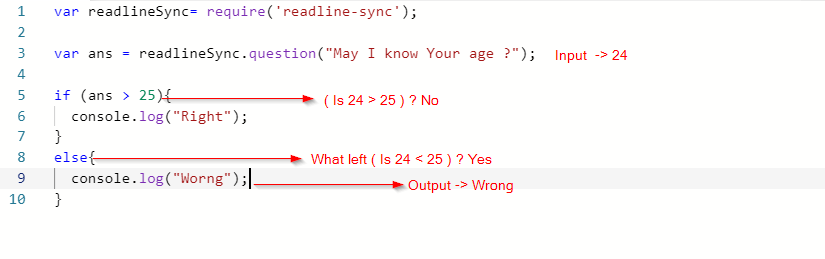 1 var readlineSync= require('readline-sync');
2
3 var ans = readlineSync.question("May I know Your age ?"); Input -> 24
4
5 if (ans > 25){ ( Is 24 > 25 ) ? No
6 console.log("Right");
7 }
8 else{ What left ( Is 24 < 25 ) ? Yes
9 console.log("Worng"); Output -> Wrong
10 }